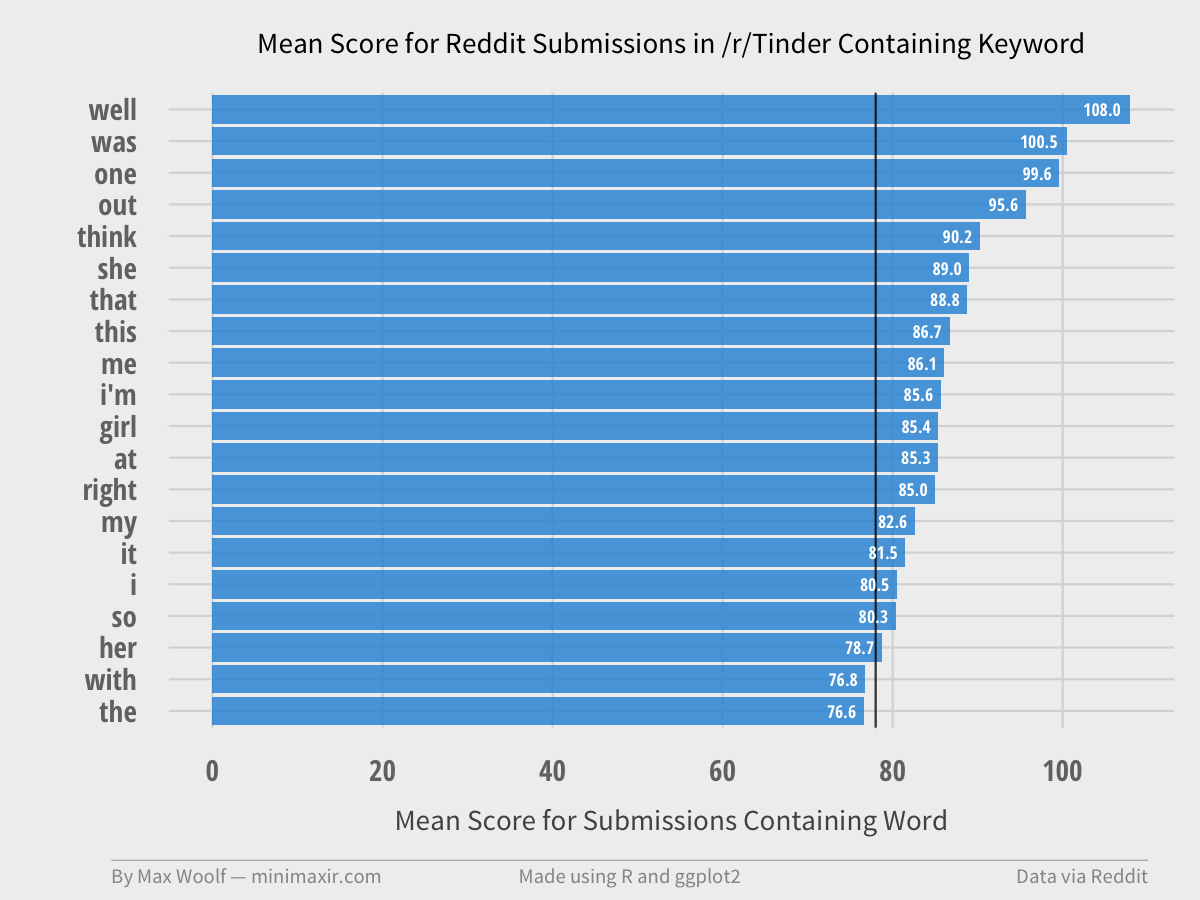 Mean Score for Reddit Submissions in /r/Tinder Containing Keyword
well 108.0
was 100.5
one 99.6
out 95.6
think 90.2
she 89.0
that 88.8
this 86.7
me 86.1
i'm 85.6
girl 85.4
at 85.3
right 85.0
my 82.6
it 81.5
i 80.5
so 80.3
her 78.7
with 76.8
the 76.6
0 20 40 60 80 100
Mean Score for Submissions Containing Word
By Max Woolf — minimaxir.com Made using R and ggplot2 Data via Reddit